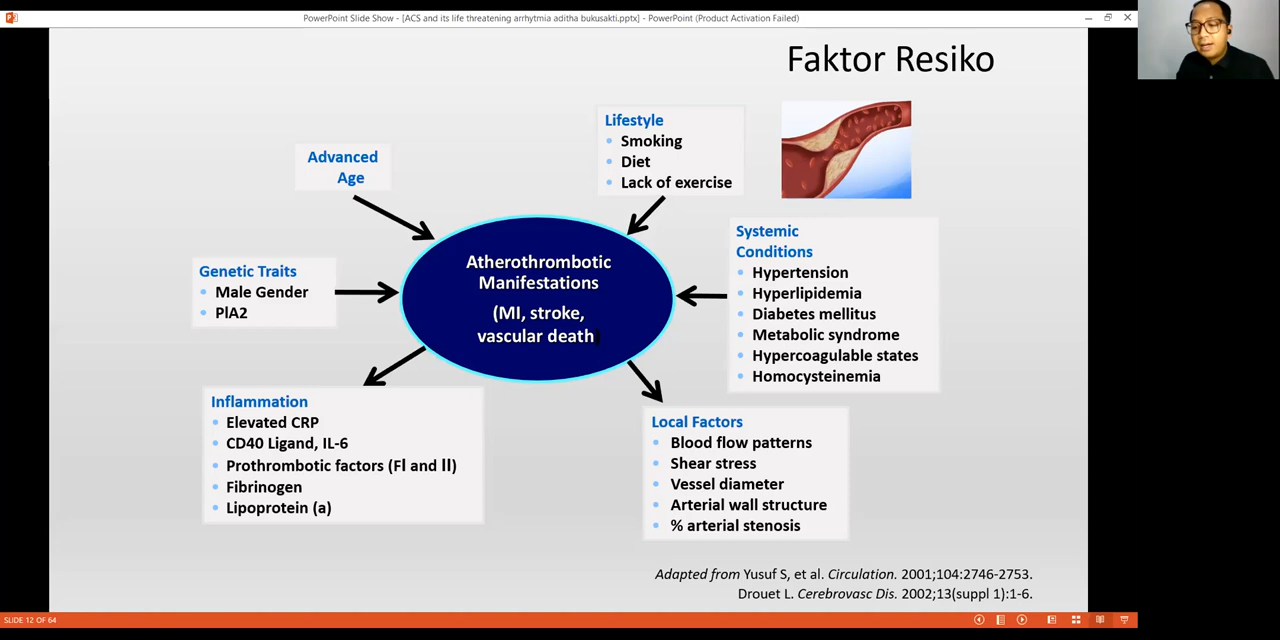 PowerPoint Slide Show - [ACS and its life threatening arrhytmia aditha bukusakti.pptx] - PowerPoint (Product Activation Failed)
Faktor Resiko
Lifestyle
Smoking
Diet
Lack of exercise
Advanced
Age
Systemic
Conditions
Hypertension
Hyperlipidemia
Diabetes mellitus
Metabolic syndrome
Hypercoagulable states
Homocysteinemia
Genetic Traits
Male Gender
PlA2
Atherothrombotic
Manifestations
(MI, stroke,
vascular death
Inflammation
Elevated CRP
CD40 Ligand, IL-6
Prothrombotic factors (FI and II)
Fibrinogen
Lipoprotein (a)
Local Factors
Blood flow patterns
Shear stress
Vessel diameter
Arterial wall structure
% arterial stenosis
Adapted from Yusuf S, et al. Circulation. 2001;104:2746-2753.
Drouet L. Cerebrovasc Dis. 2002;13(suppl 1):1-6.
SLIDE 12 OF 64